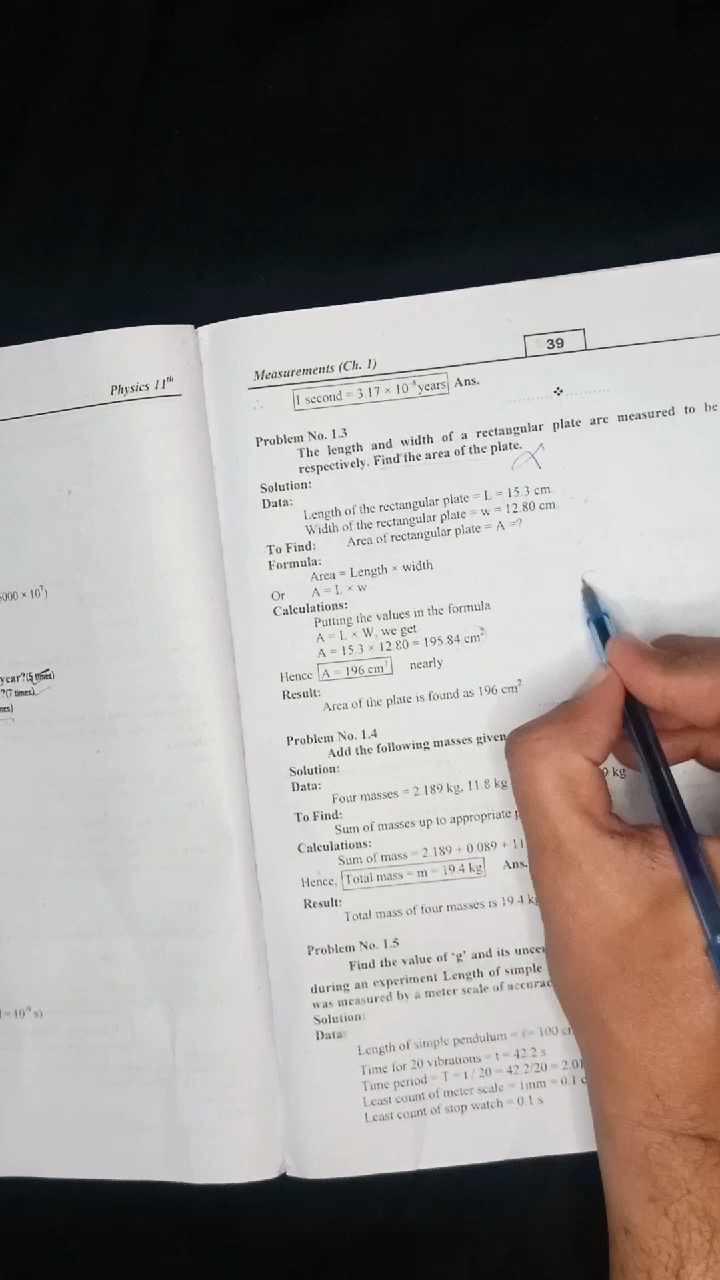 Physics 11th
5000 × 10⁷)
year?(5 times)
?(7 times)
Measurements (Ch. 1)
39
1 second = 3.17 × 10⁻⁸ years Ans.
Problem No. 1.3
The length and width of a rectangular plate are measured to be
respectively. Find the area of the plate.
Solution:
Data:
Length of the rectangular plate = L = 15.3 cm
Width of the rectangular plate = w = 12.80 cm
To Find: Area of rectangular plate = A =?
Formula:
Area = Length × width
Or A = L × w
Calculations:
Putting the values in the formula
A = L × W, we get
A = 15.3 × 12.80 = 195.84 cm²
Hence A = 196 cm² nearly
Result:
Area of the plate is found as 196 cm²
Problem No. 1.4
Add the following masses given
Solution:
Data:
Four masses = 2.189 kg, 11.8 kg kg
To Find:
Sum of masses up to appropriate
Calculations:
Sum of mass = 2.189 + 0.089 + 11
Hence, Total mass = m = 19.4 kg Ans.
Result:
Total mass of four masses is 19.4 kg
Problem No. 1.5
Find the value of 'g' and its
during an experiment Length of simple
was measured by a meter scale of
Solution:
Data:
Length of simple pendulum = ℓ = 100
Time for 20 vibrations = t = 42.2 s
Time period = T = t / 20 = 42.2/20 =
Least count of meter scale = 1mm = 0.1
Least count of stop watch = 0.1 s